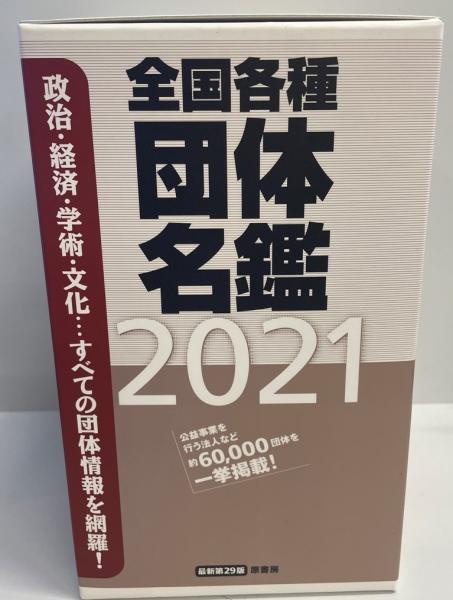 全国各種
団体
名鑑
2021
政治・経済・学術・文化…すべての団体情報を網羅!
公益事業を
行う法人など
約60,000団体を
一挙掲載!
最新第29版 原書房